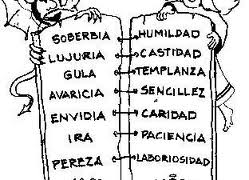 SOBERBIA HUMILDAD
LUJURIA CASTIDAD
GULA TEMPLANZA
AVARICIA SENCILLEZ
ENVIDIA CARIDAD
IRA PACIENCIA
PEREZA LABORIOSIDAD